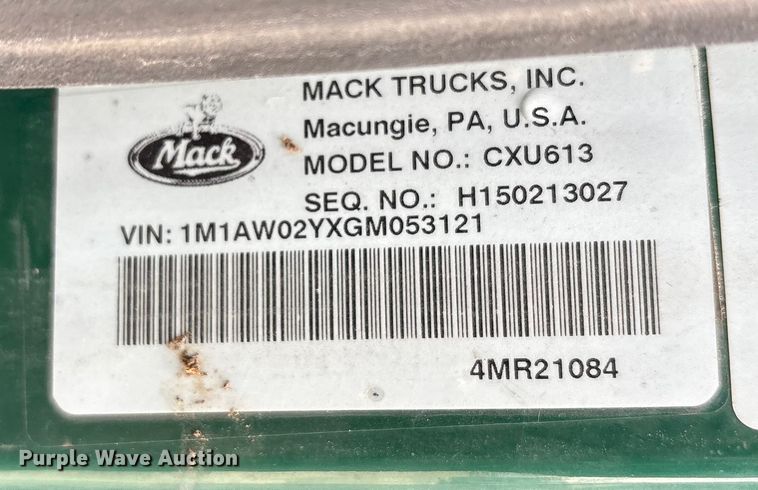 MACK TRUCKS, INC.
Macungie, PA, U.S.A.
Mack
MODEL NO.: CXU613
SEQ. NO.: H150213027
VIN: 1M1AW02YXGM053121
4MR21084
Purple Wave Auction